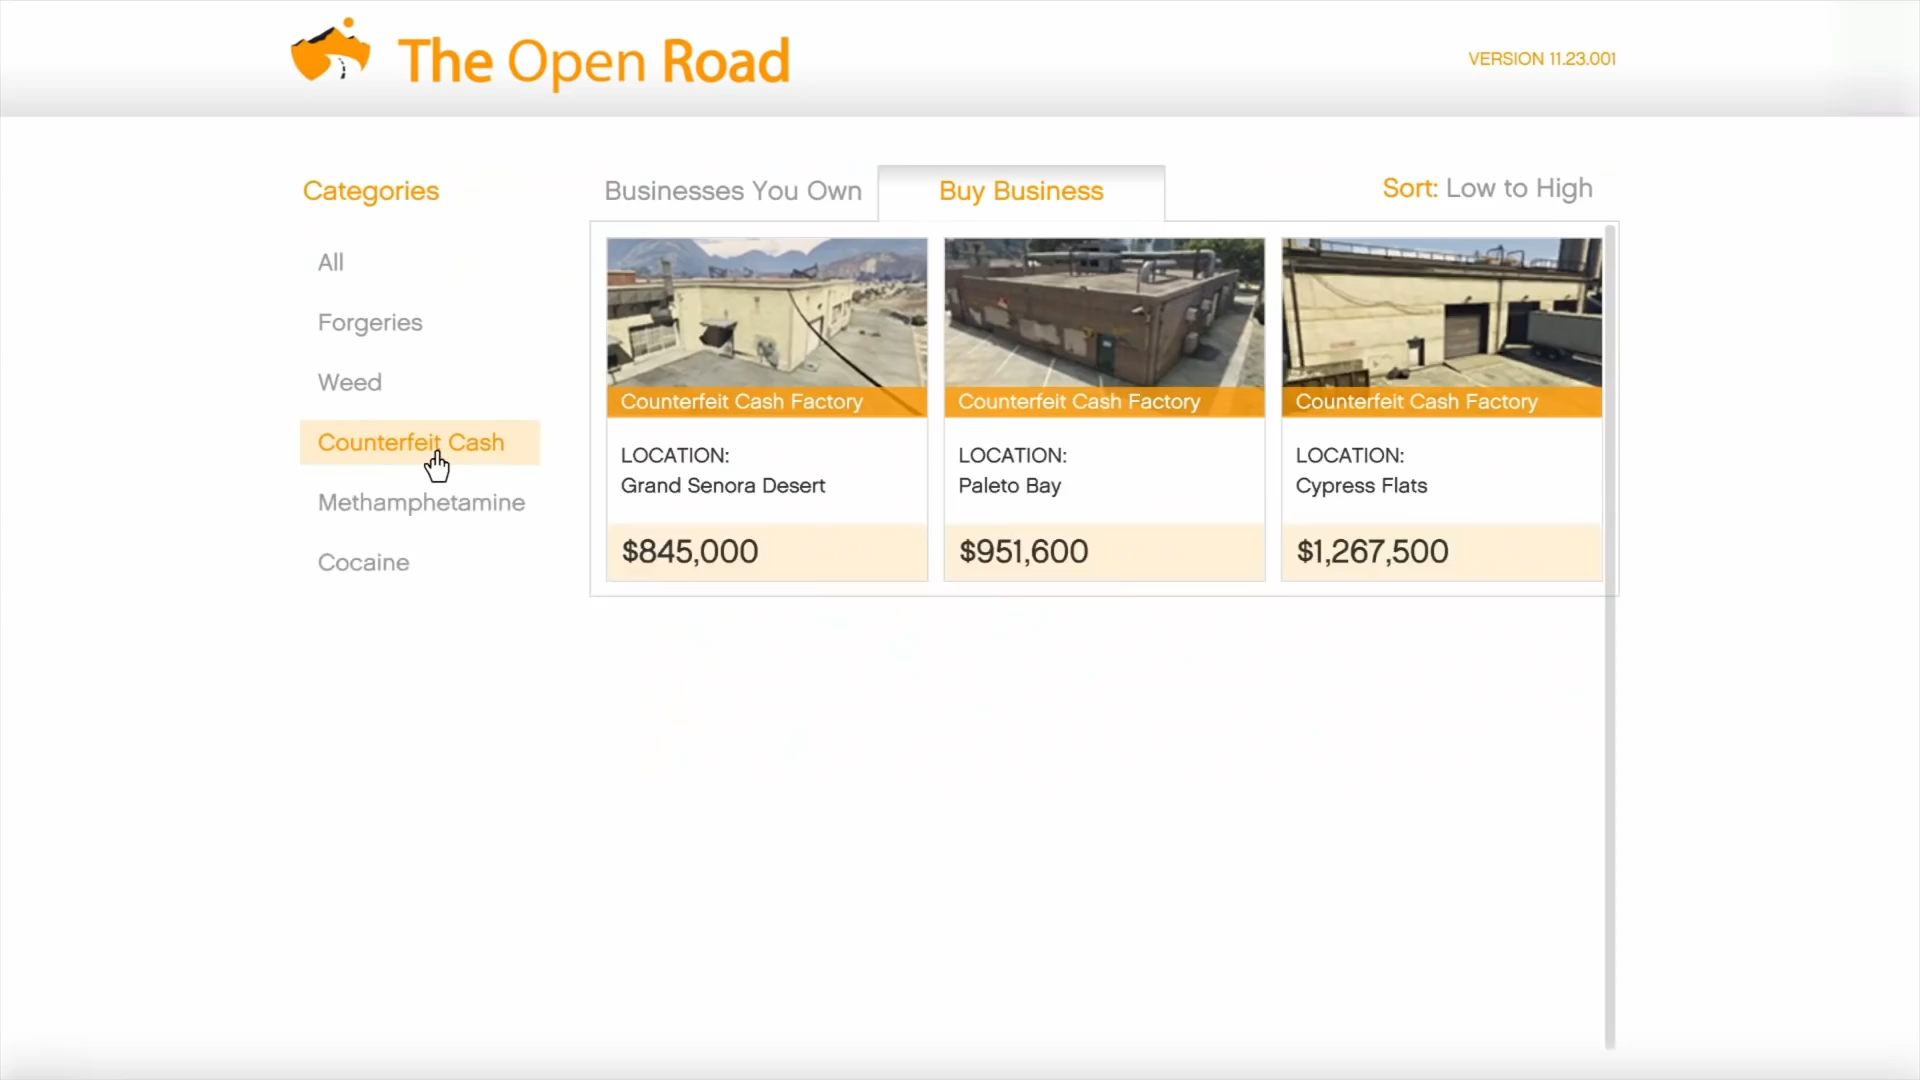 The Open Road
VERSION 11.23.001
Categories
All
Forgeries
Weed
Counterfeit Cash
Methamphetamine
Cocaine
Businesses You Own
Buy Business
Sort: Low to High
Counterfeit Cash Factory
LOCATION:
Grand Senora Desert
$845,000
Counterfeit Cash Factory
LOCATION:
Paleto Bay
$951,600
Counterfeit Cash Factory
LOCATION:
Cypress Flats
$1,267,500